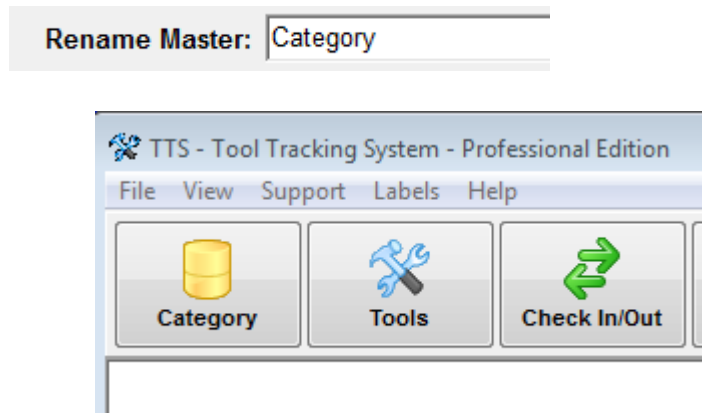 Rename Master: Category
TTS - Tool Tracking System - Professional Edition
File View Support Labels Help
Category Tools Check In/Out